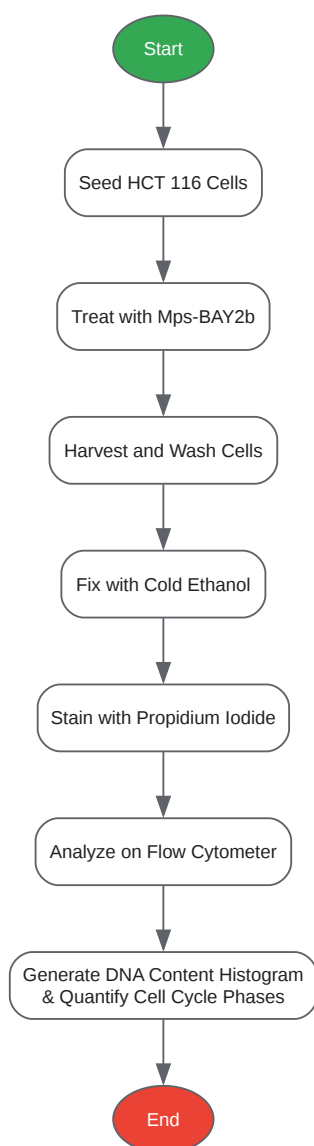 Start
Seed HCT 116 Cells
Treat with Mps-BAY2b
Harvest and Wash Cells
Fix with Cold Ethanol
Stain with Propidium Iodide
Analyze on Flow Cytometer
Generate DNA Content Histogram
& Quantify Cell Cycle Phases
End